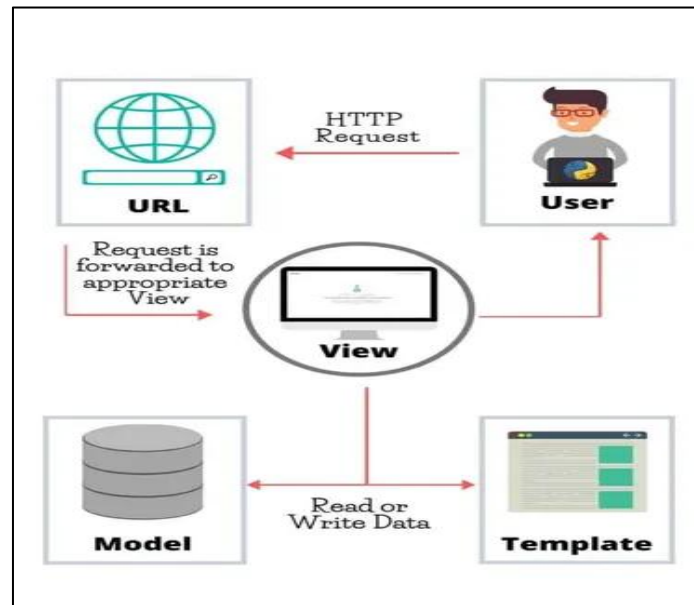 HTTP
Request
URL
User
Request is
forwarded to
appropriate
View
View
Read or
Write Data
Model
Template